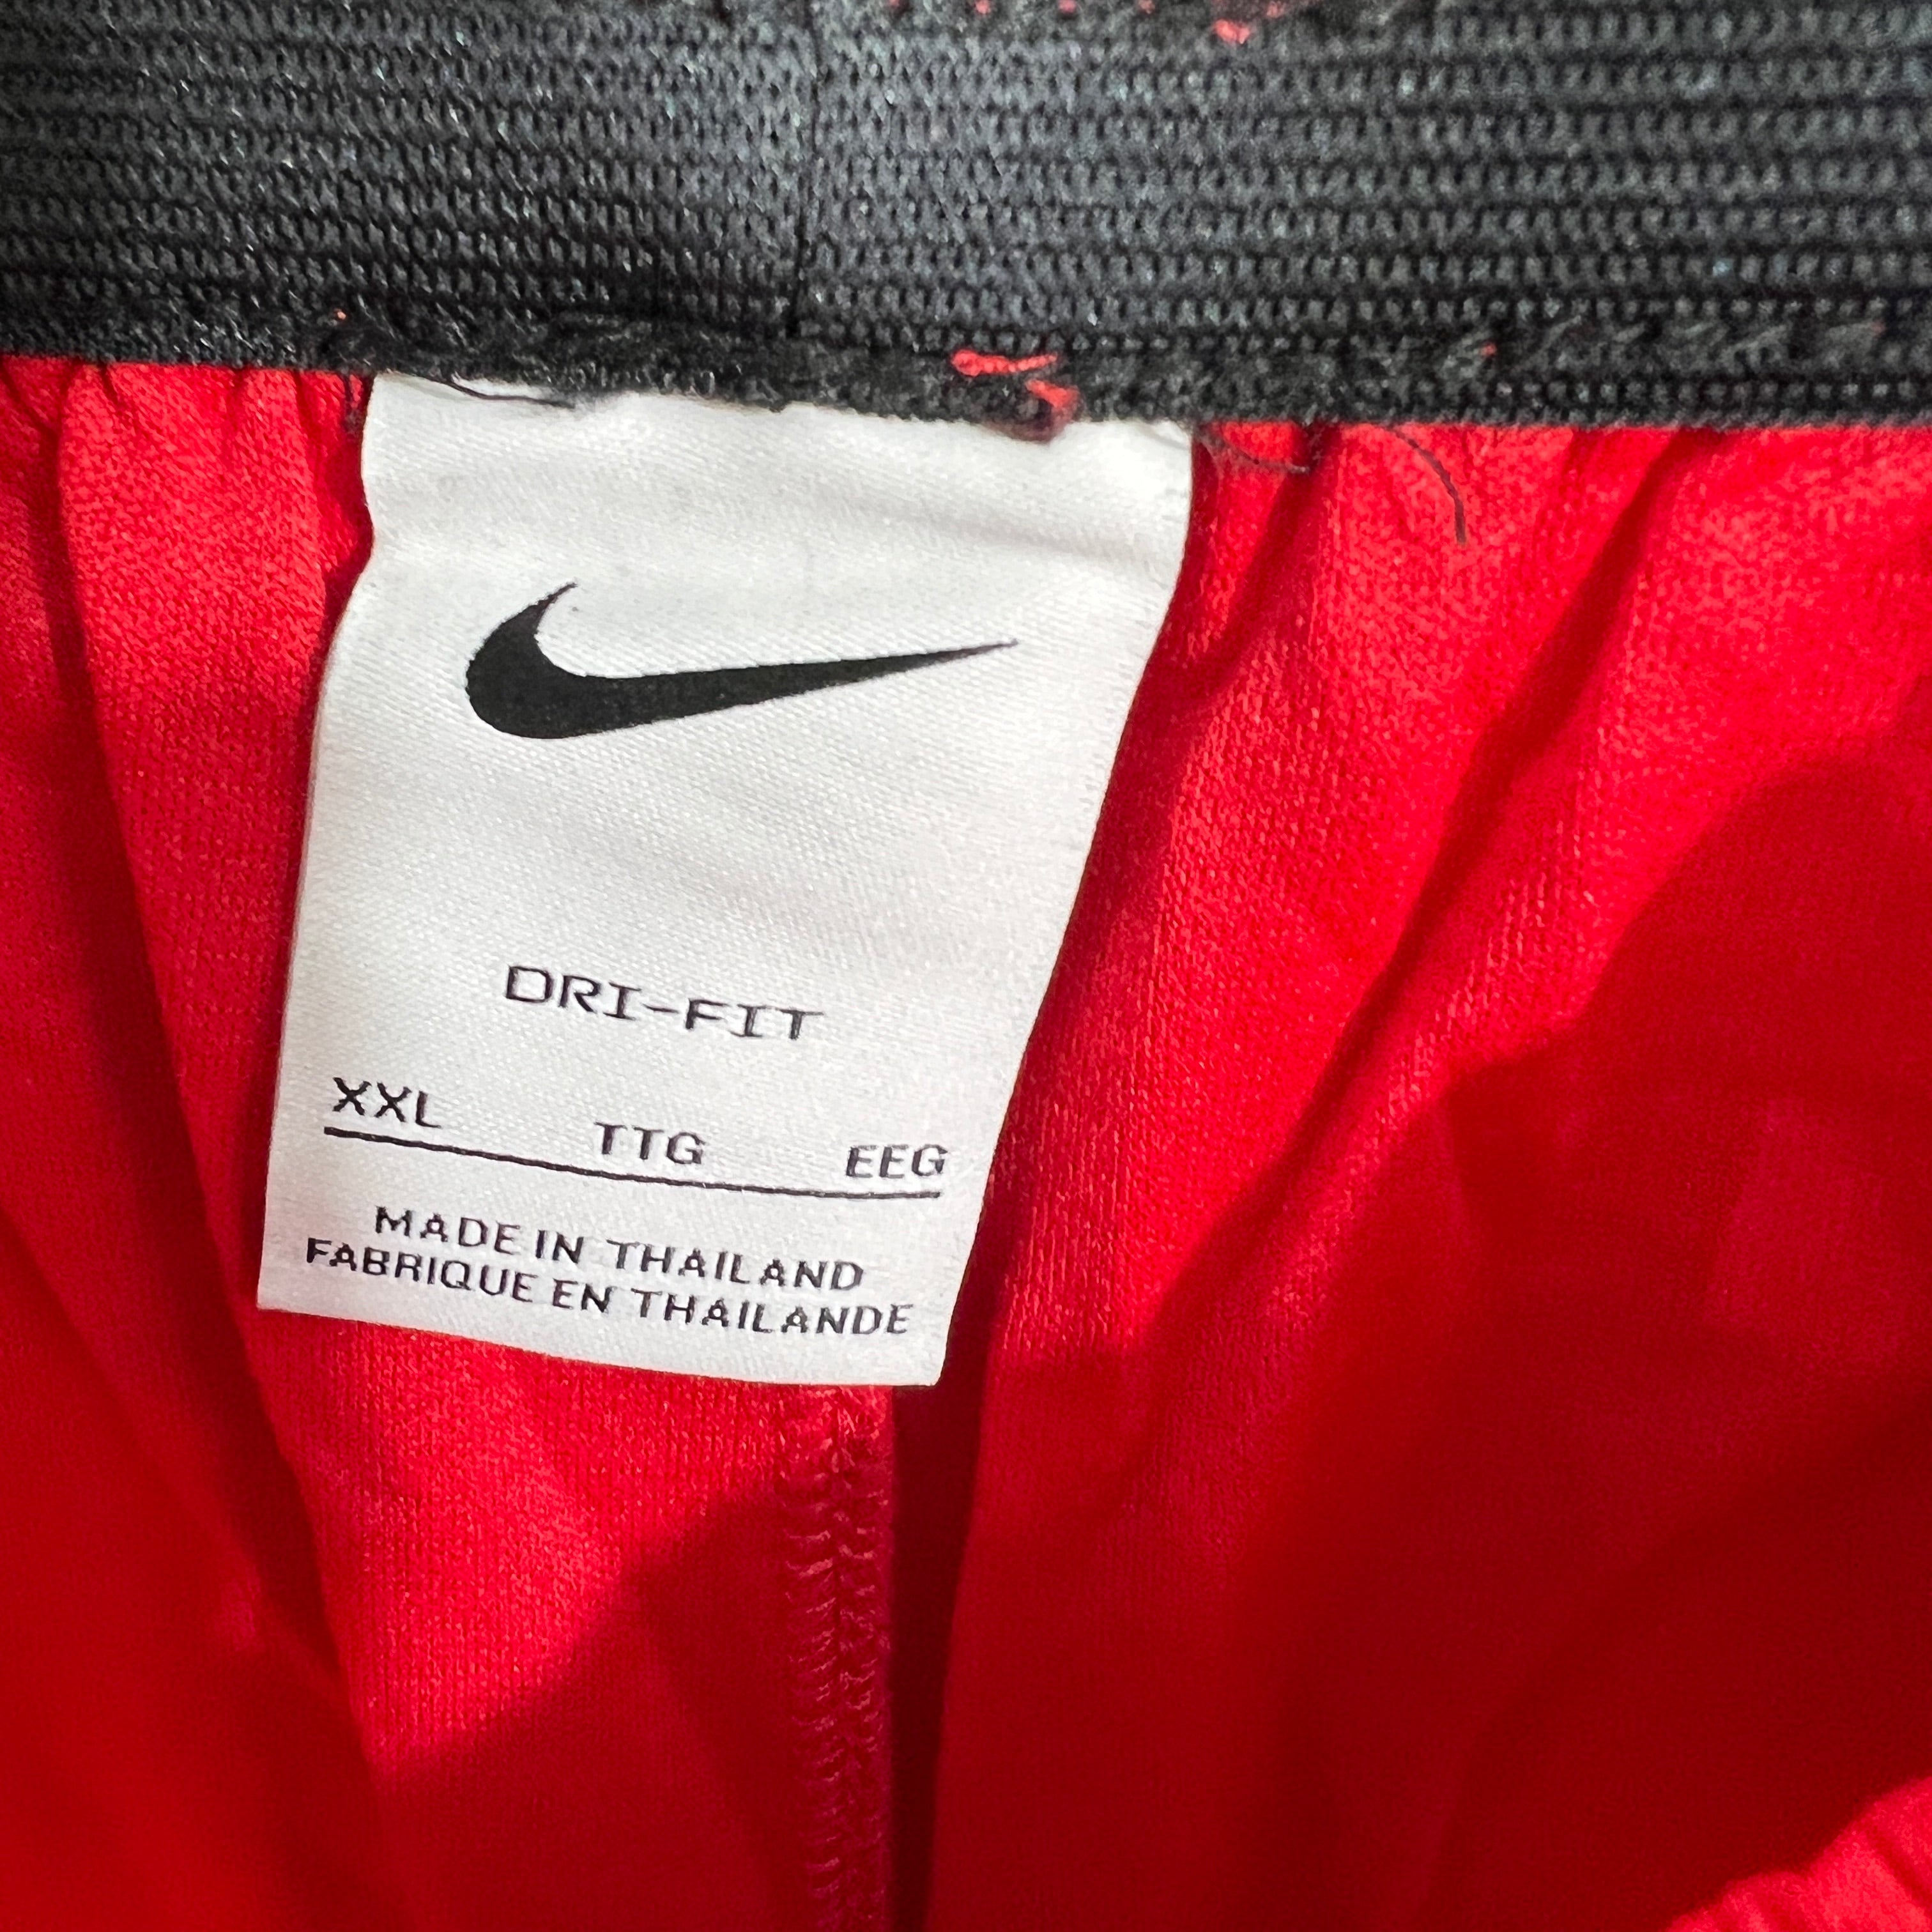 DRI-FIT
XXL TTG EEG
MADE IN THAILAND
FABRIQUE EN THAILANDE